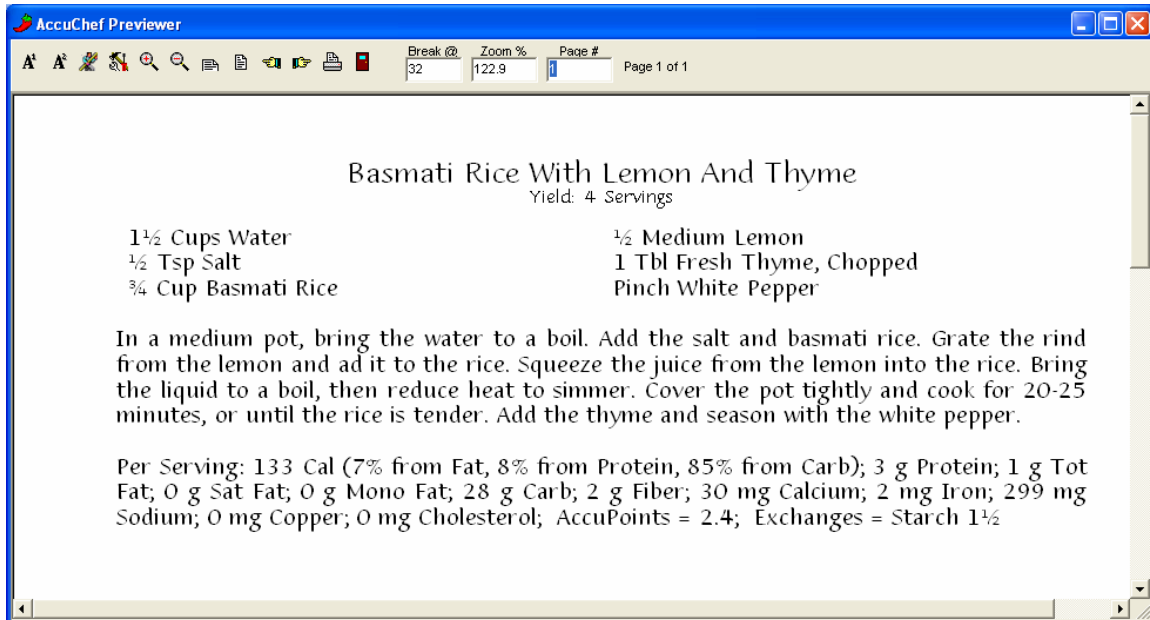 AccuChef Previewer
Break @ Zoom % Page #
A¹ A² 32 122.9 1 Page 1 of 1
Basmati Rice With Lemon And Thyme
Yield: 4 Servings
1½ Cups Water
½ Tsp Salt
¾ Cup Basmati Rice
½ Medium Lemon
1 Tbl Fresh Thyme, Chopped
Pinch White Pepper
In a medium pot, bring the water to a boil. Add the salt and basmati rice. Grate the rind
from the lemon and ad it to the rice. Squeeze the juice from the lemon into the rice. Bring
the liquid to a boil, then reduce heat to simmer. Cover the pot tightly and cook for 20-25
minutes, or until the rice is tender. Add the thyme and season with the white pepper.
Per Serving: 133 Cal (7% from Fat, 8% from Protein, 85% from Carb); 3 g Protein; 1 g Tot
Fat; 0 g Sat Fat; 0 g Mono Fat; 28 g Carb; 2 g Fiber; 30 mg Calcium; 2 mg Iron; 299 mg
Sodium; 0 mg Copper; 0 mg Cholesterol; AccuPoints = 2.4; Exchanges = Starch 1½